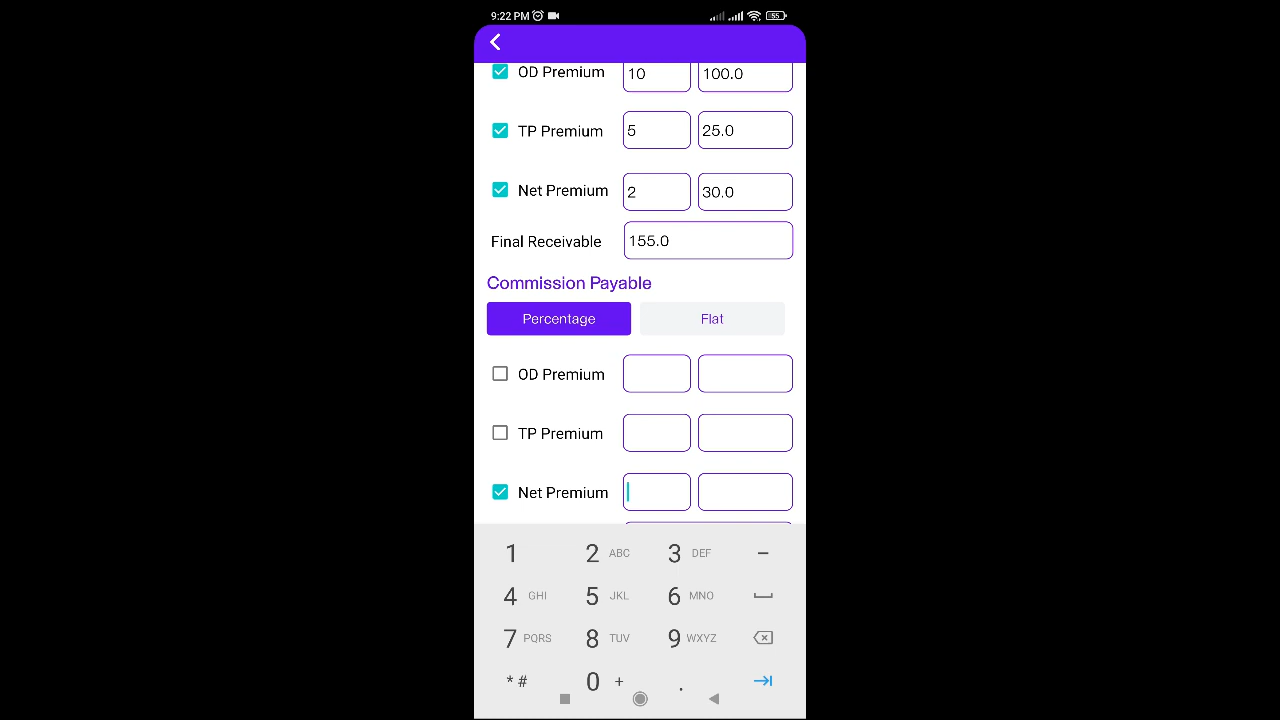 9:22 PM 55
OD Premium 10 100.0
TP Premium 5 25.0
Net Premium 2 30.0
Final Receivable 155.0
Commission Payable
Percentage Flat
OD Premium
TP Premium
Net Premium
1 2 ABC 3 DEF -
4 GHI 5 JKL 6 MNO
7 PQRS 8 TUV 9 WXYZ
* # 0 + .